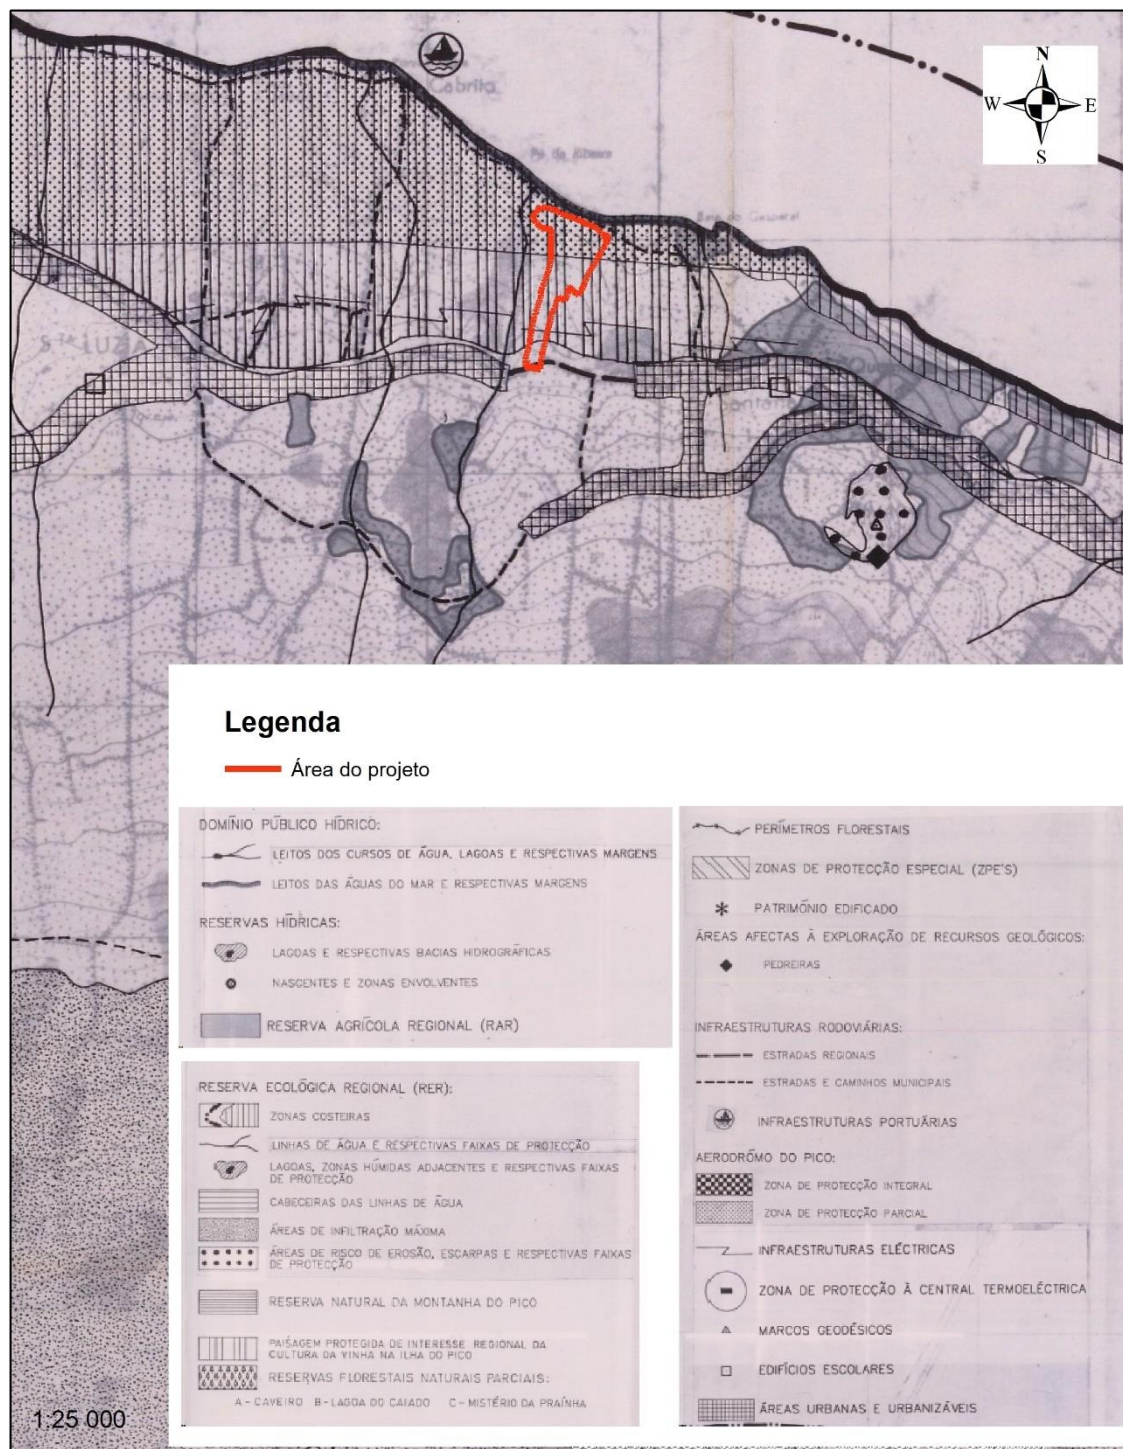 N
W E
S
Cabrito
Baía do Gasparal
STA LUZIA
Legenda
Área do projeto
DOMÍNIO PÚBLICO HÍDRICO:
LEITOS DOS CURSOS DE ÁGUA, LAGOAS E RESPECTIVAS MARGENS
LEITOS DAS ÁGUAS DO MAR E RESPECTIVAS MARGENS
RESERVAS HÍDRICAS:
LAGOAS E RESPECTIVAS BACIAS HIDROGRÁFICAS
NASCENTES E ZONAS ENVOLVENTES
RESERVA AGRÍCOLA REGIONAL (RAR)
RESERVA ECOLÓGICA REGIONAL (RER):
ZONAS COSTEIRAS
LINHAS DE ÁGUA E RESPECTIVAS FAIXAS DE PROTECÇÃO
LAGOAS, ZONAS HÚMIDAS ADJACENTES E RESPECTIVAS FAIXAS
DE PROTECÇÃO
CABECEIRAS DAS LINHAS DE ÁGUA
ÁREAS DE INFILTRAÇÃO MÁXIMA
ÁREAS DE RISCO DE EROSÃO, ESCARPAS E RESPECTIVAS FAIXAS
DE PROTECÇÃO
RESERVA NATURAL DA MONTANHA DO PICO
PAISAGEM PROTEGIDA DE INTERESSE REGIONAL DA
CULTURA DA VINHA NA ILHA DO PICO
RESERVAS FLORESTAIS NATURAIS PARCIAIS:
A - CAVEIRO B - LAGOA DO CAIADO C - MISTÉRIO DA PRAÍNHA
PERÍMETROS FLORESTAIS
ZONAS DE PROTECÇÃO ESPECIAL (ZPE'S)
PATRIMÓNIO EDIFICADO
ÁREAS AFECTAS À EXPLORAÇÃO DE RECURSOS GEOLÓGICOS:
PEDREIRAS
INFRAESTRUTURAS RODOVIÁRIAS:
ESTRADAS REGIONAIS
ESTRADAS E CAMINHOS MUNICIPAIS
INFRAESTRUTURAS PORTUÁRIAS
AERODRÓMO DO PICO:
ZONA DE PROTECÇÃO INTEGRAL
ZONA DE PROTECÇÃO PARCIAL
INFRAESTRUTURAS ELÉCTRICAS
ZONA DE PROTECÇÃO À CENTRAL TERMOELÉCTRICA
MARCOS GEODÉSICOS
EDIFÍCIOS ESCOLARES
ÁREAS URBANAS E URBANIZÁVEIS
1:25 000